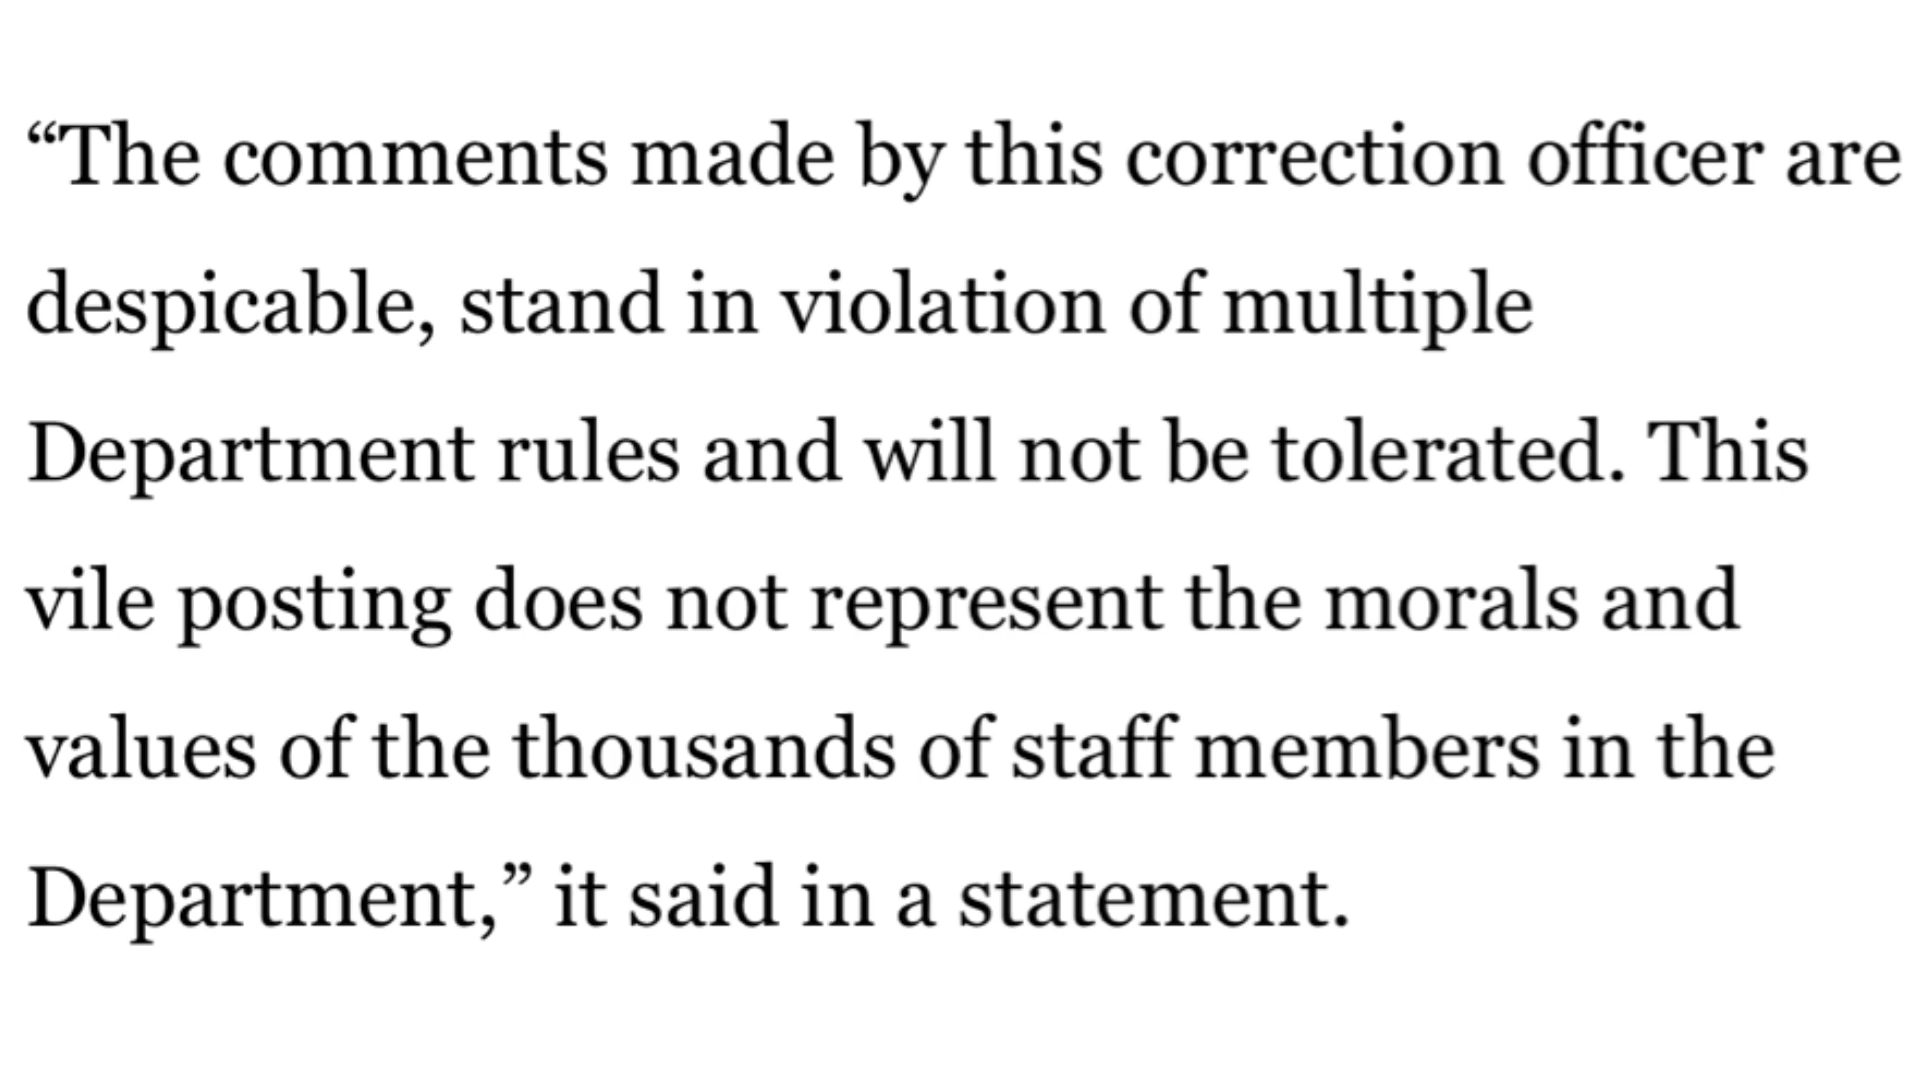 “The comments made by this correction officer are
despicable, stand in violation of multiple
Department rules and will not be tolerated. This
vile posting does not represent the morals and
values of the thousands of staff members in the
Department,” it said in a statement.